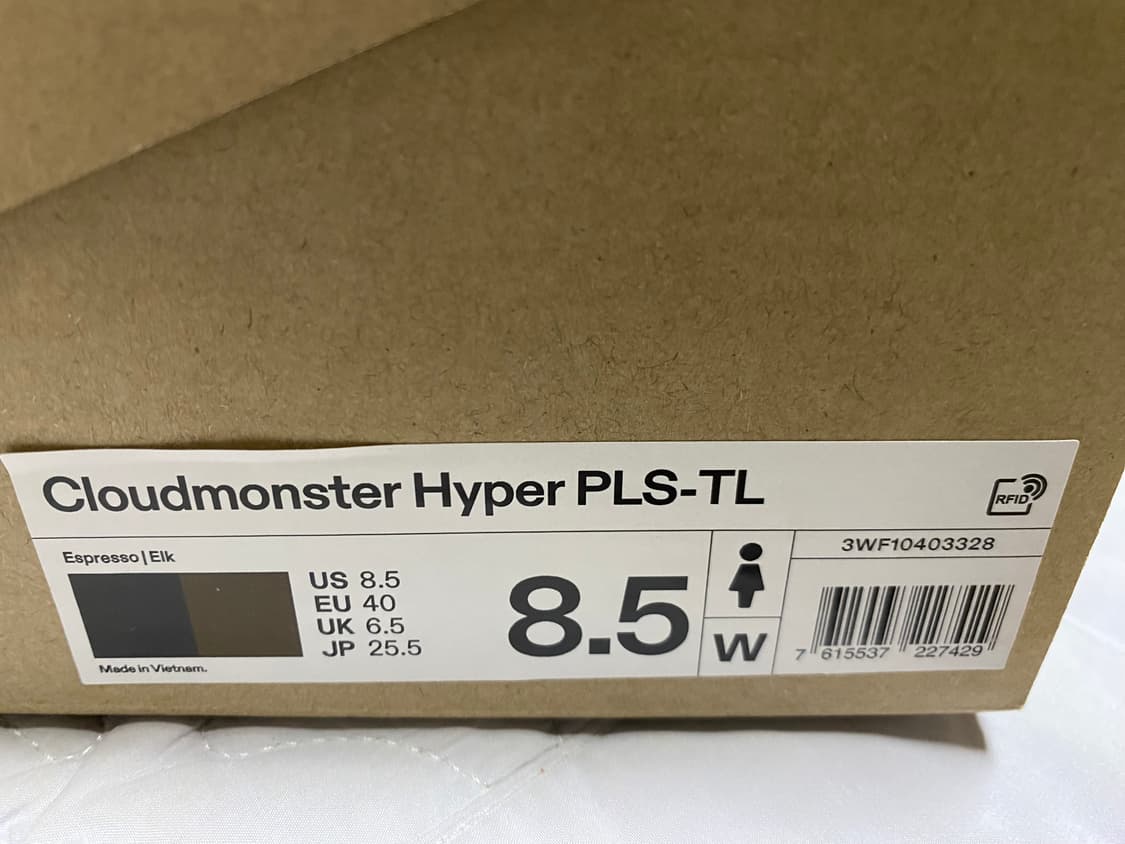 Cloudmonster Hyper PLS-TL
RFID
Espresso|Elk
US 8.5
EU 40
UK 6.5
JP 25.5
Made in Vietnam.
8.5
W
3WF10403328
7 615537 227429